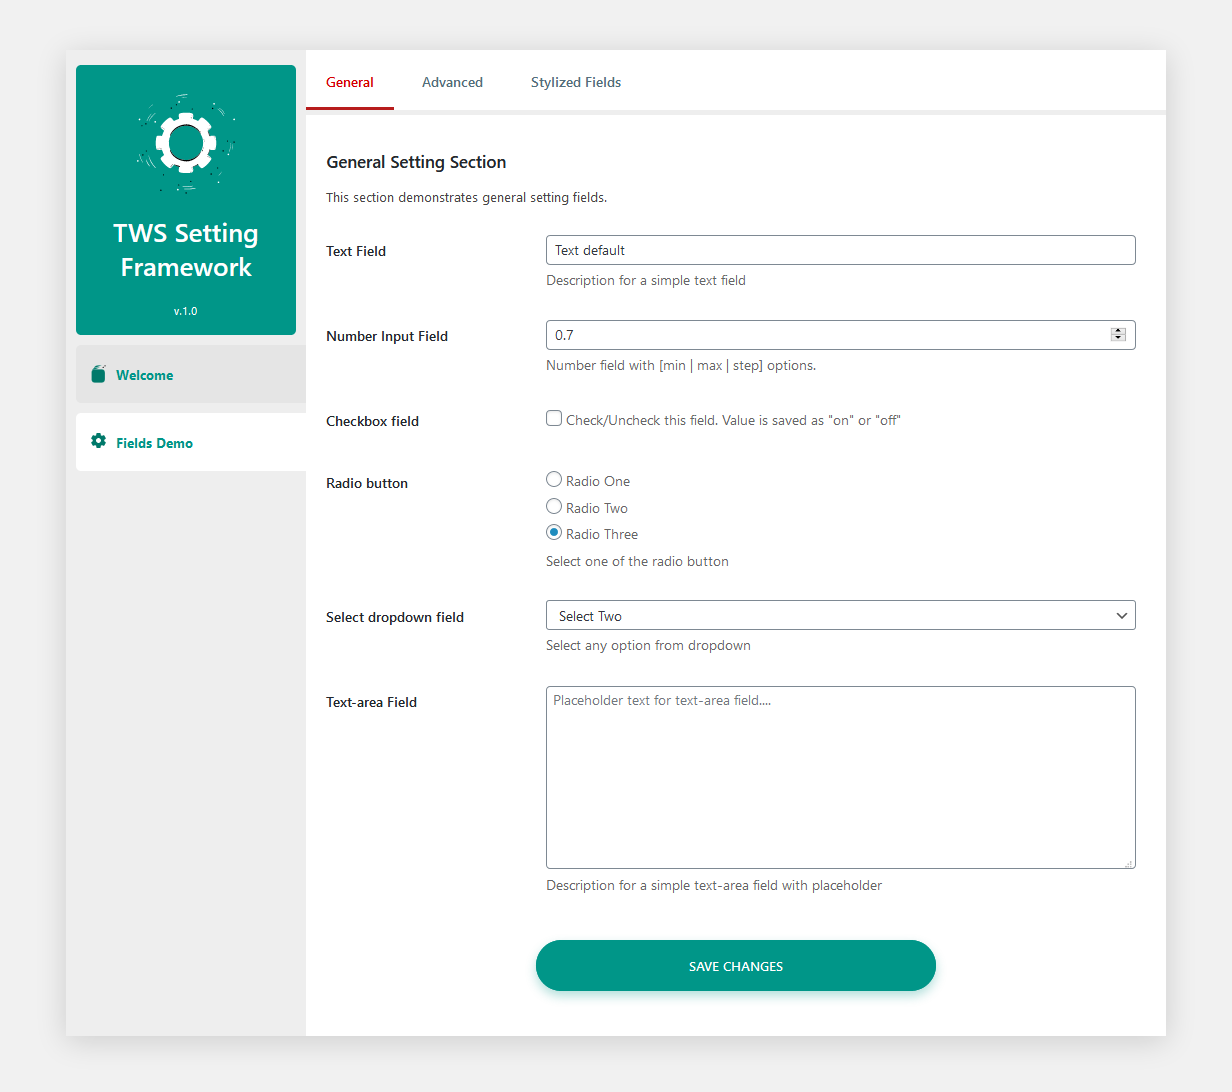 TWS Setting
Framework
v.1.0
Welcome
Fields Demo
General
Advanced
Stylized Fields
General Setting Section
This section demonstrates general setting fields.
Text Field
Text default
Description for a simple text field
Number Input Field
0.7
Number field with [min | max | step] options.
Checkbox field
Check/Uncheck this field. Value is saved as "on" or "off"
Radio button
Radio One
Radio Two
Radio Three
Select one of the radio button
Select dropdown field
Select Two
Select any option from dropdown
Text-area Field
Placeholder text for text-area field....
Description for a simple text-area field with placeholder
SAVE CHANGES